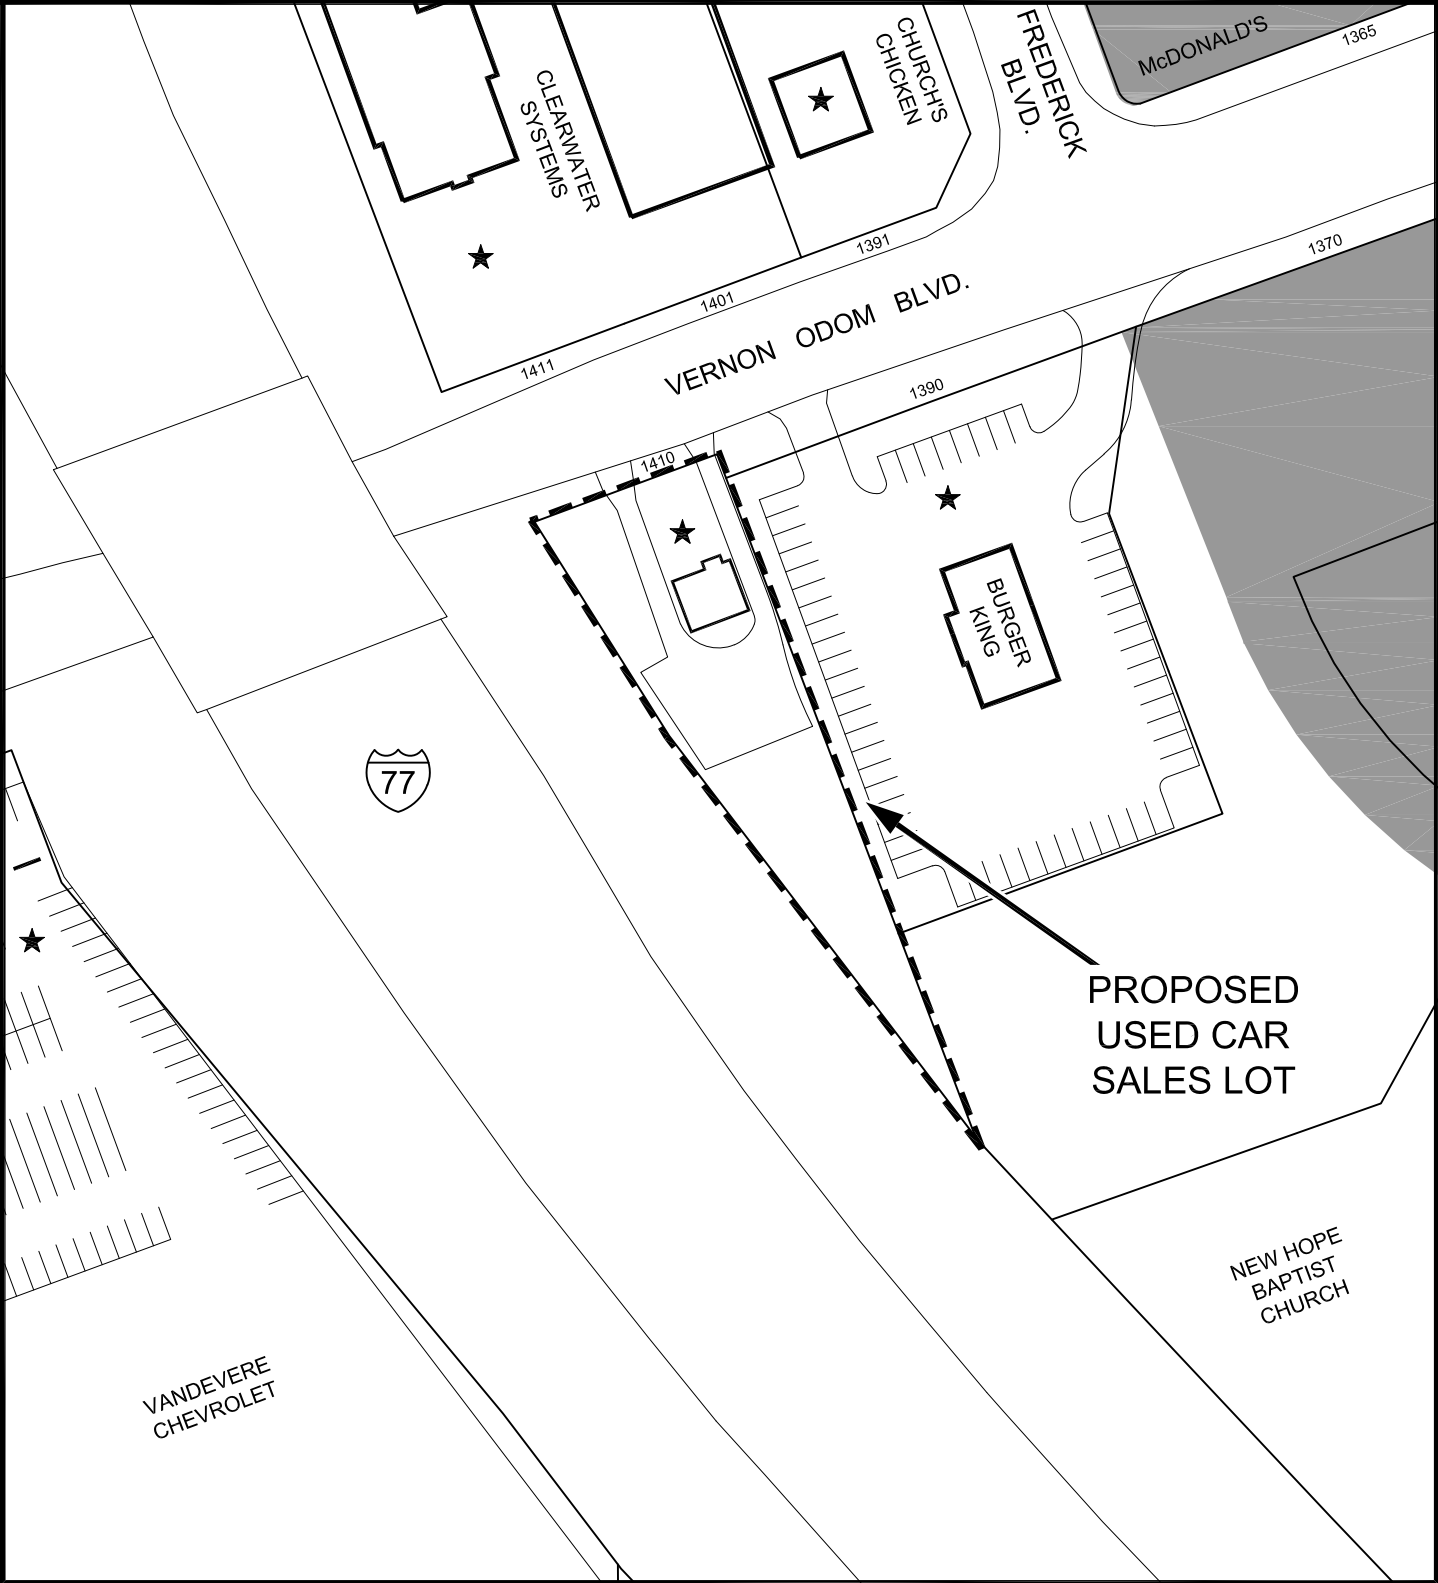 McDONALD'S
1365
FREDERICK
BLVD.
CHURCH'S
CHICKEN
CLEARWATER
SYSTEMS
1370
1391
1401
1411
VERNON ODOM BLVD.
1390
1410
BURGER
KING
77
PROPOSED
USED CAR
SALES LOT
NEW HOPE
BAPTIST
CHURCH
VANDEVERE
CHEVROLET